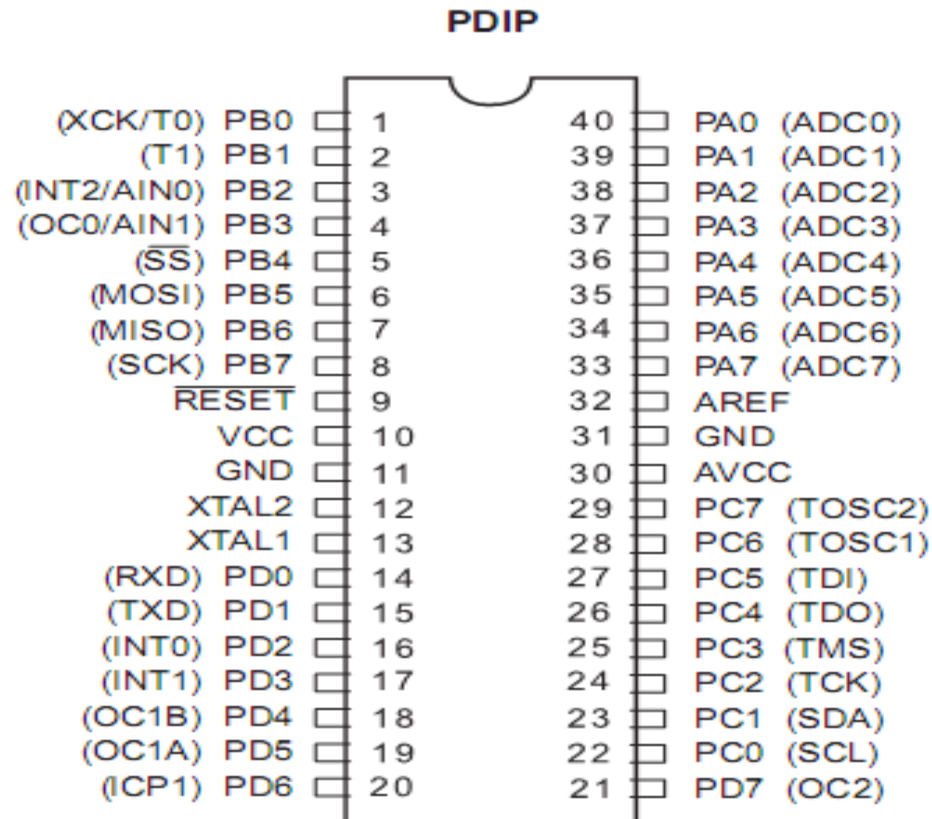 PDIP
(XCK/T0) PB0 1 40 PA0 (ADC0)
(T1) PB1 2 39 PA1 (ADC1)
(INT2/AIN0) PB2 3 38 PA2 (ADC2)
(OC0/AIN1) PB3 4 37 PA3 (ADC3)
(SS) PB4 5 36 PA4 (ADC4)
(MOSI) PB5 6 35 PA5 (ADC5)
(MISO) PB6 7 34 PA6 (ADC6)
(SCK) PB7 8 33 PA7 (ADC7)
RESET 9 32 AREF
VCC 10 31 GND
GND 11 30 AVCC
XTAL2 12 29 PC7 (TOSC2)
XTAL1 13 28 PC6 (TOSC1)
(RXD) PD0 14 27 PC5 (TDI)
(TXD) PD1 15 26 PC4 (TDO)
(INT0) PD2 16 25 PC3 (TMS)
(INT1) PD3 17 24 PC2 (TCK)
(OC1B) PD4 18 23 PC1 (SDA)
(OC1A) PD5 19 22 PC0 (SCL)
(ICP1) PD6 20 21 PD7 (OC2)